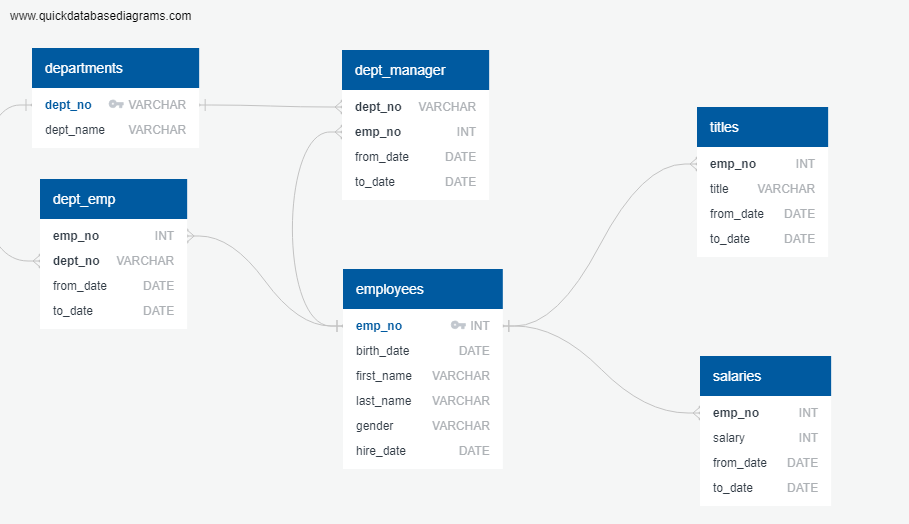 www.quickdatabasediagrams.com
departments
dept_no VARCHAR
dept_name VARCHAR
dept_manager
dept_no VARCHAR
emp_no INT
from_date DATE
to_date DATE
titles
emp_no INT
title VARCHAR
from_date DATE
to_date DATE
dept_emp
emp_no INT
dept_no VARCHAR
from_date DATE
to_date DATE
employees
emp_no INT
birth_date DATE
first_name VARCHAR
last_name VARCHAR
gender VARCHAR
hire_date DATE
salaries
emp_no INT
salary INT
from_date DATE
to_date DATE